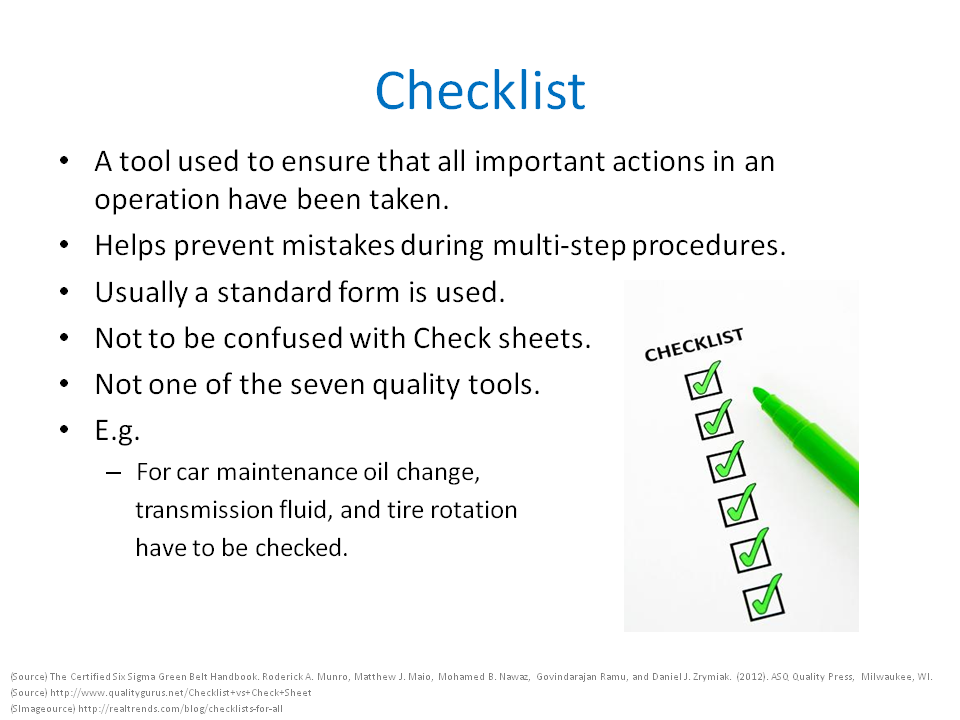 Checklist
• A tool used to ensure that all important actions in an
operation have been taken.
• Helps prevent mistakes during multi-step procedures.
• Usually a standard form is used.
• Not to be confused with Check sheets.
• Not one of the seven quality tools.
• E.g.
– For car maintenance oil change,
transmission fluid, and tire rotation
have to be checked.
CHECKLIST
(Source) The Certified Six Sigma Green Belt Handbook. Roderick A. Munro, Matthew J. Maio, Mohamed B. Nawaz, Govindarajan Ramu, and Daniel J. Zrymiak. (2012). ASQ Quality Press, Milwaukee, WI.
(Source) http://www.qualitygurus.net/Checklist+vs+Check+Sheet
(SImageource) http://realtrends.com/blog/checklists-for-all